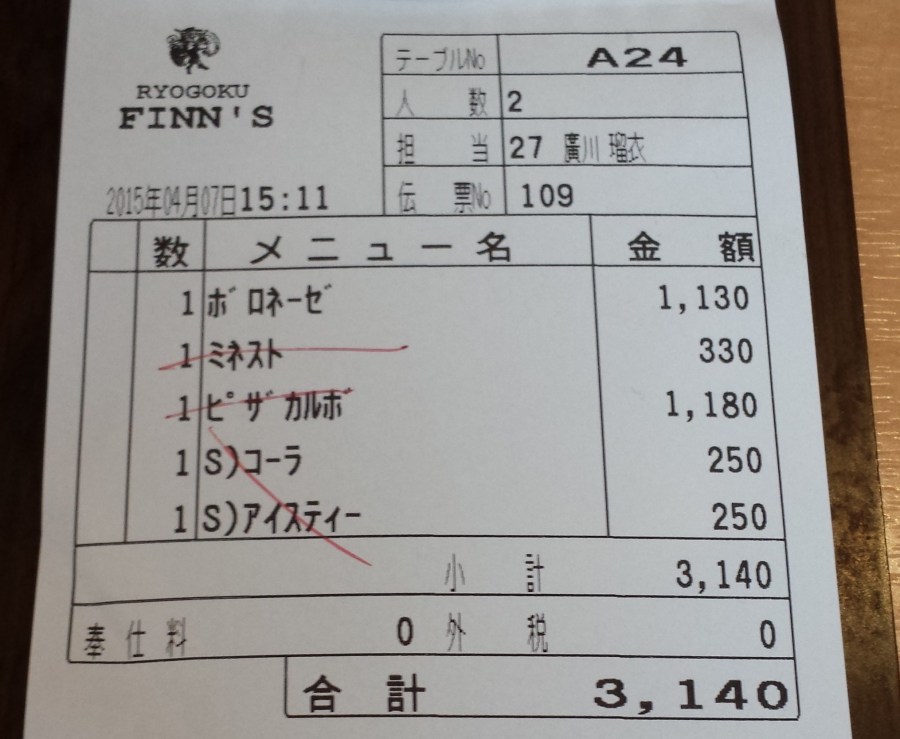 RYOGOKU
FINN'S
テーブルNo A24
人数 2
担当 27 廣川 瑠衣
2015年04月07日15:11
伝票No 109
数 メニュー名 金額
1 ボロネーゼ 1,130
1 ミネスト 330
1 ピザカルボ 1,180
1 S)コーラ 250
1 S)アイスティー 250
小計 3,140
奉仕料 0 外税 0
合計 3,140